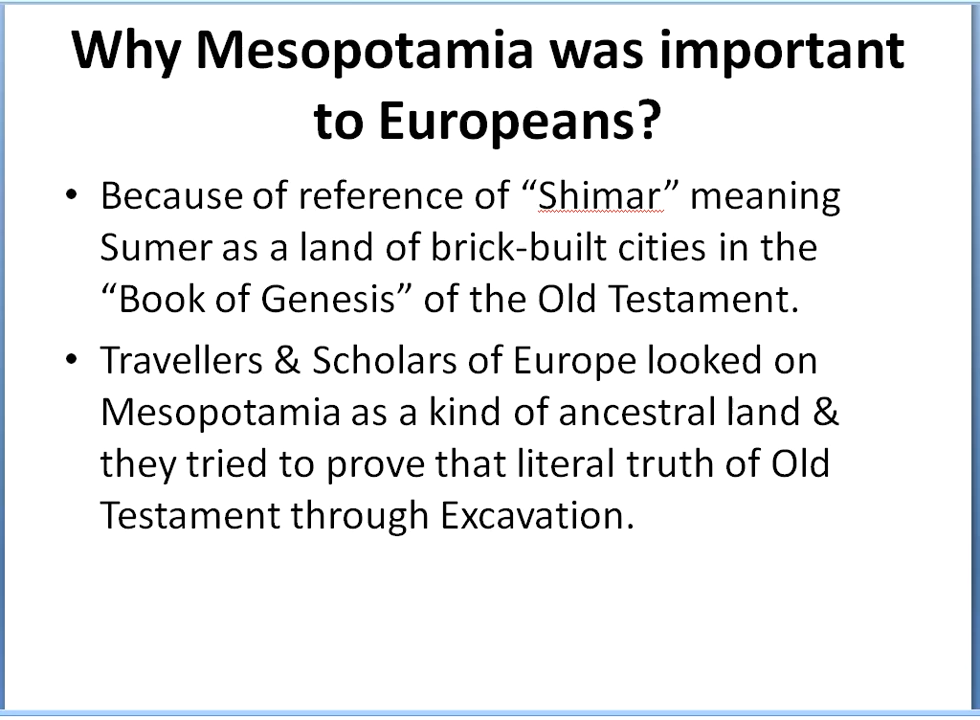 Why Mesopotamia was important
to Europeans?
• Because of reference of “Shimar” meaning
Sumer as a land of brick-built cities in the
“Book of Genesis” of the Old Testament.
• Travellers & Scholars of Europe looked on
Mesopotamia as a kind of ancestral land &
they tried to prove that literal truth of Old
Testament through Excavation.